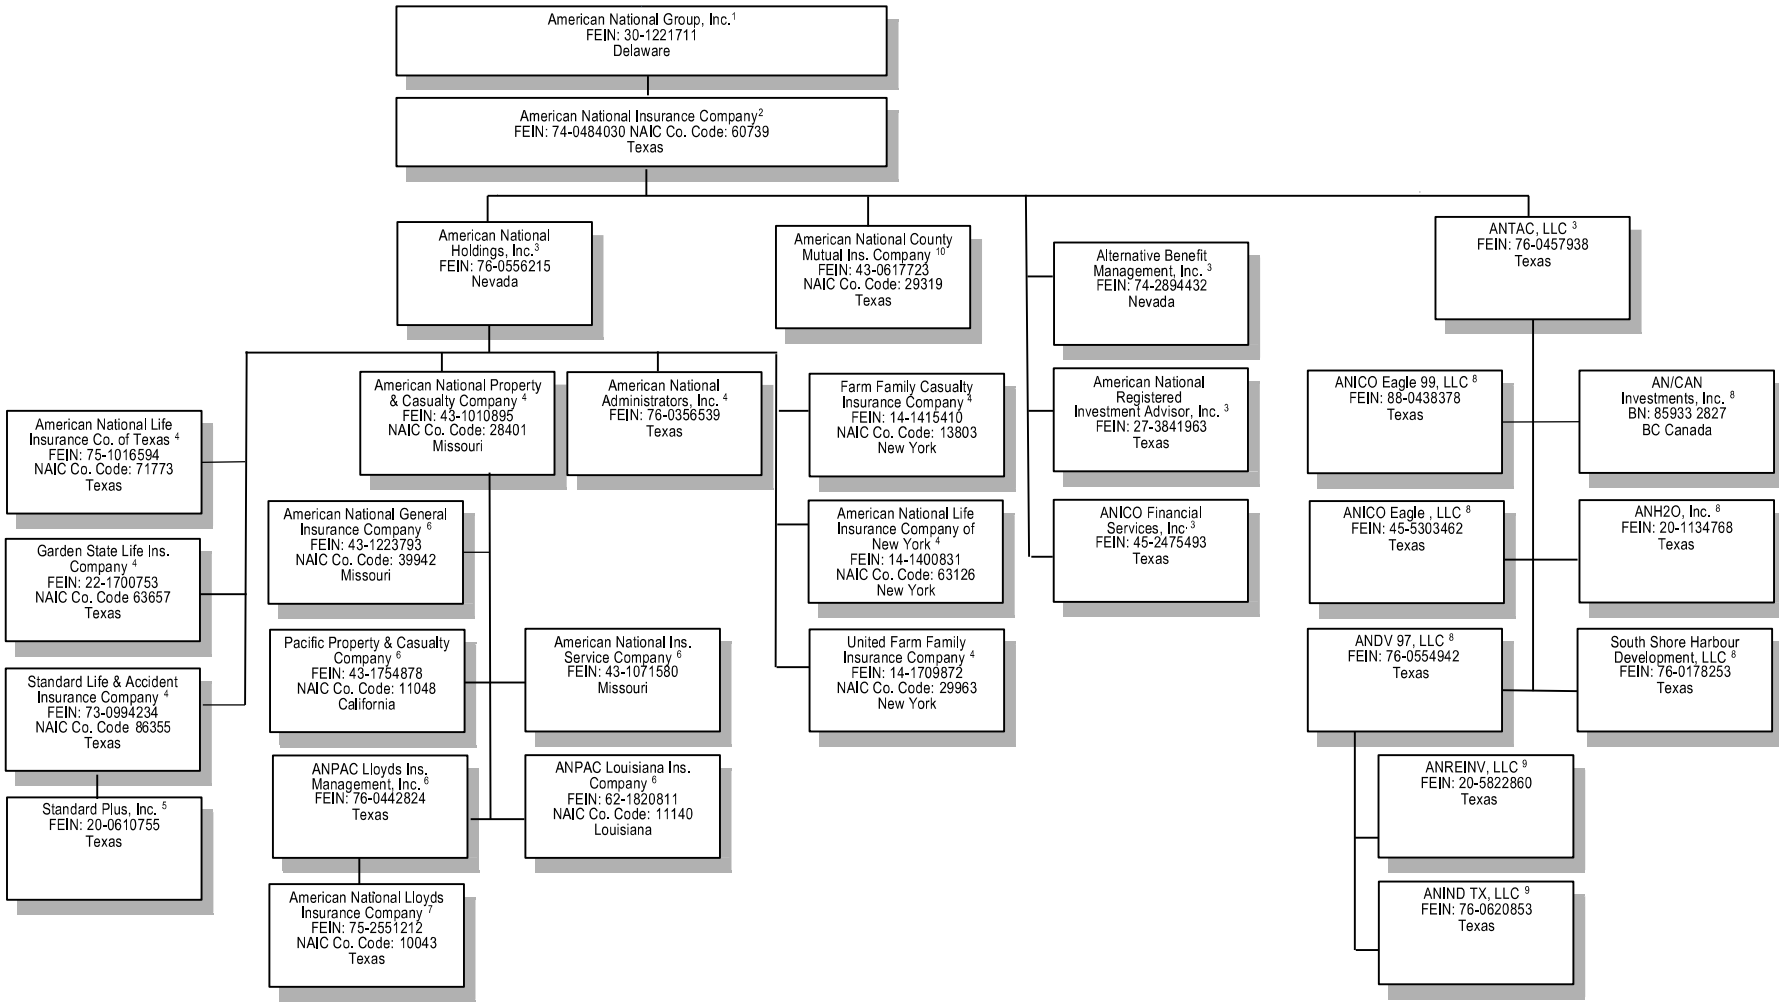 American National Group, Inc.1
FEIN: 30-1221711
Delaware
American National Insurance Company2
FEIN: 74-0484030 NAIC Co. Code: 60739
Texas
American National
Holdings, Inc.3
FEIN: 76-0556215
Nevada
American National County
Mutual Ins. Company 10
FEIN: 43-0617723
NAIC Co. Code: 29319
Texas
Alternative Benefit
Management, Inc. 3
FEIN: 74-2894432
Nevada
ANTAC, LLC 3
FEIN: 76-0457938
Texas
American National Life
Insurance Co. of Texas 4
FEIN: 75-1016594
NAIC Co. Code: 71773
Texas
American National Property
& Casualty Company 4
FEIN: 43-1010895
NAIC Co. Code: 28401
Missouri
American National
Administrators, Inc. 4
FEIN: 76-0356539
Texas
Farm Family Casualty
Insurance Company 4
FEIN: 14-1415410
NAIC Co. Code: 13803
New York
American National
Registered
Investment Advisor, Inc. 3
FEIN: 27-3841963
Texas
ANICO Eagle 99, LLC 8
FEIN: 88-0438378
Texas
AN/CAN
Investments, Inc. 8
BN: 85933 2827
BC Canada
Garden State Life Ins.
Company 4
FEIN: 22-1700753
NAIC Co. Code 63657
Texas
American National General
Insurance Company 6
FEIN: 43-1223793
NAIC Co. Code: 39942
Missouri
American National Life
Insurance Company of
New York 4
FEIN: 14-1400831
NAIC Co. Code: 63126
New York
ANICO Financial
Services, Inc. 3
FEIN: 45-2475493
Texas
ANICO Eagle , LLC 8
FEIN: 45-5303462
Texas
ANH2O, Inc. 8
FEIN: 20-1134768
Texas
Standard Life & Accident
Insurance Company 4
FEIN: 73-0994234
NAIC Co. Code 86355
Texas
Pacific Property & Casualty
Company 6
FEIN: 43-1754878
NAIC Co. Code: 11048
California
American National Ins.
Service Company 6
FEIN: 43-1071580
Missouri
United Farm Family
Insurance Company 4
FEIN: 14-1709872
NAIC Co. Code: 29963
New York
ANDV 97, LLC 8
FEIN: 76-0554942
Texas
South Shore Harbour
Development, LLC 8
FEIN: 76-0178253
Texas
Standard Plus, Inc. 5
FEIN: 20-0610755
Texas
ANPAC Lloyds Ins.
Management, Inc. 6
FEIN: 76-0442824
Texas
ANPAC Louisiana Ins.
Company 6
FEIN: 62-1820811
NAIC Co. Code: 11140
Louisiana
ANREINV, LLC 9
FEIN: 20-5822860
Texas
American National Lloyds
Insurance Company 7
FEIN: 75-2551212
NAIC Co. Code: 10043
Texas
ANIND TX, LLC 9
FEIN: 76-0620853
Texas